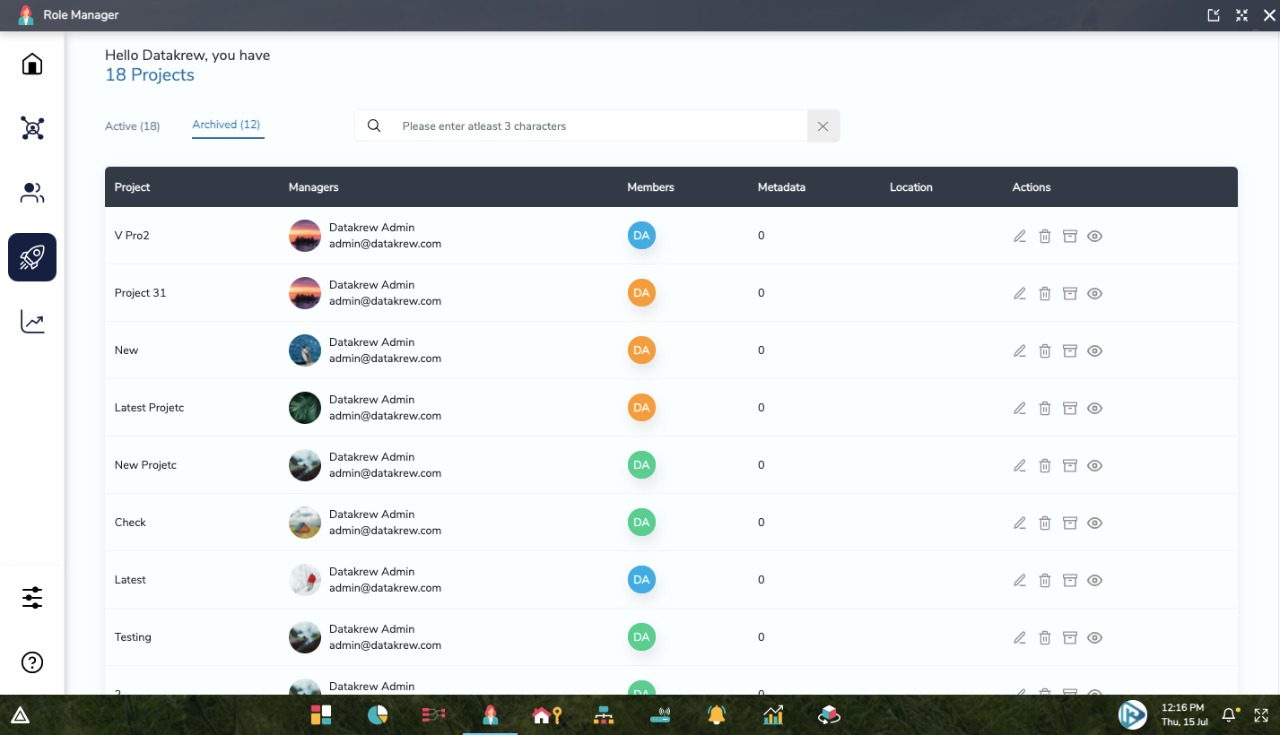 Role Manager
Hello Datakrew, you have
18 Projects
Active (18) Archived (12) Please enter atleast 3 characters
Project Managers Members Metadata Location Actions
V Pro2 Datakrew Admin DA 0
admin@datakrew.com
Project 31 Datakrew Admin DA 0
admin@datakrew.com
New Datakrew Admin DA 0
admin@datakrew.com
Latest Projetc Datakrew Admin DA 0
admin@datakrew.com
New Projetc Datakrew Admin DA 0
admin@datakrew.com
Check Datakrew Admin DA 0
admin@datakrew.com
Latest Datakrew Admin DA 0
admin@datakrew.com
Testing Datakrew Admin DA 0
admin@datakrew.com
2 Datakrew Admin DA 0
12:16 PM
Thu, 15 Jul